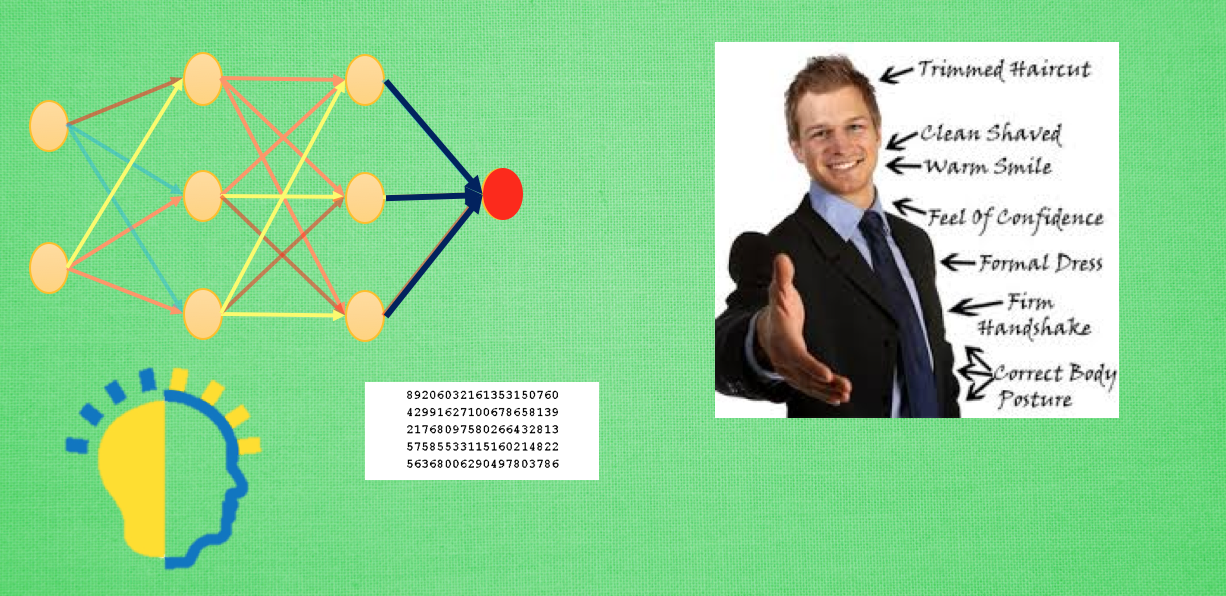 Trimmed Haircut
Clean Shaved
Warm Smile
Feel Of Confidence
Formal Dress
Firm
Handshake
Correct Body
Posture
89206032161353150760
42991627100678658139
21768097580266432813
57585533115160214822
56368006290497803786